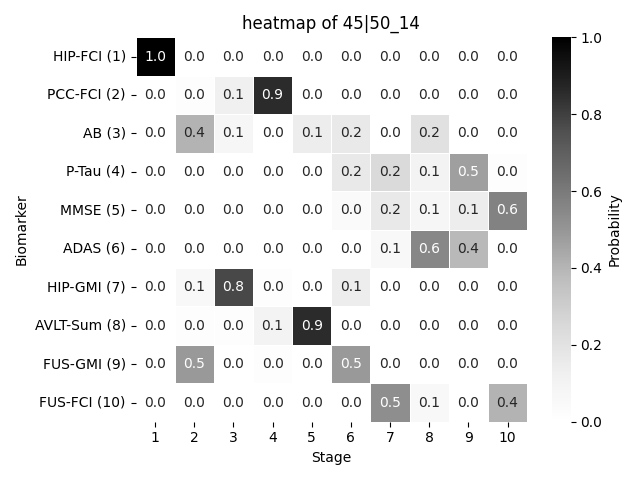 heatmap of 45|50_14
HIP-FCI (1) 1.0 0.0 0.0 0.0 0.0 0.0 0.0 0.0 0.0 0.0
PCC-FCI (2) 0.0 0.0 0.1 0.9 0.0 0.0 0.0 0.0 0.0 0.0
AB (3) 0.0 0.4 0.1 0.0 0.1 0.2 0.0 0.2 0.0 0.0
P-Tau (4) 0.0 0.0 0.0 0.0 0.0 0.2 0.2 0.1 0.5 0.0
MMSE (5) 0.0 0.0 0.0 0.0 0.0 0.0 0.2 0.1 0.1 0.6
ADAS (6) 0.0 0.0 0.0 0.0 0.0 0.0 0.1 0.6 0.4 0.0
HIP-GMI (7) 0.0 0.1 0.8 0.0 0.0 0.1 0.0 0.0 0.0 0.0
AVLT-Sum (8) 0.0 0.0 0.0 0.1 0.9 0.0 0.0 0.0 0.0 0.0
FUS-GMI (9) 0.0 0.5 0.0 0.0 0.0 0.5 0.0 0.0 0.0 0.0
FUS-FCI (10) 0.0 0.0 0.0 0.0 0.0 0.0 0.5 0.1 0.0 0.4
1 2 3 4 5 6 7 8 9 10
Stage
Biomarker
1.0
0.8
0.6
0.4
0.2
0.0
Probability